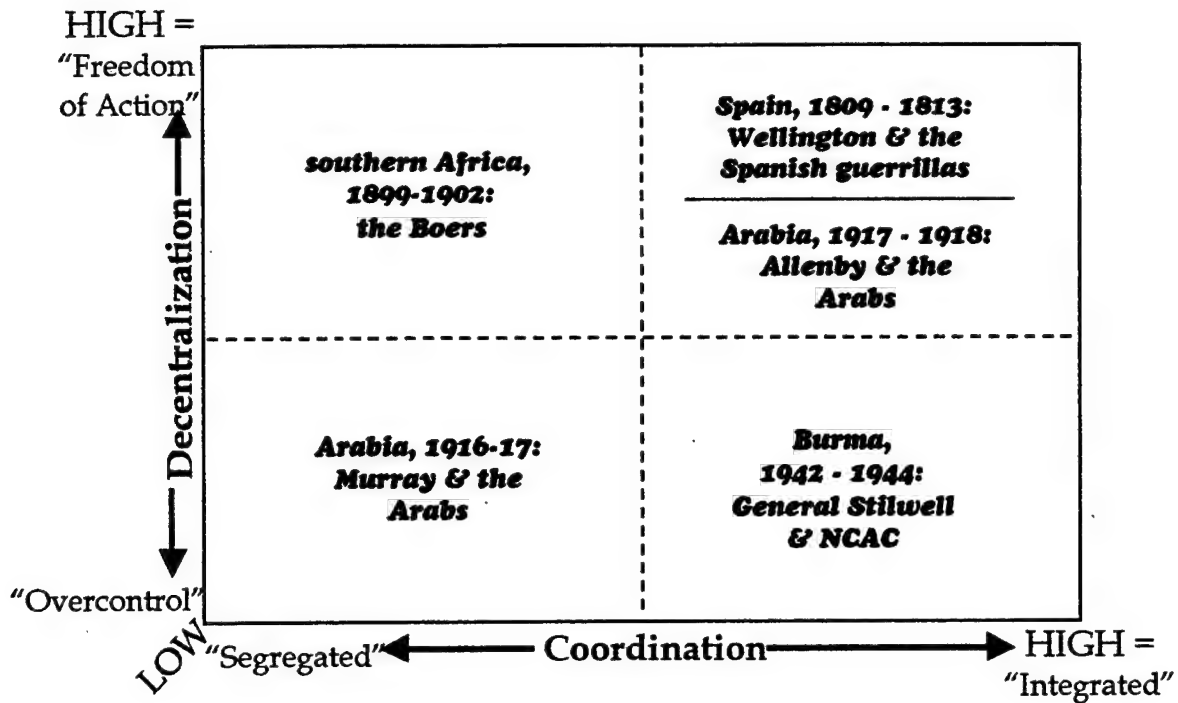 HIGH =
“Freedom
of Action”
Decentralization
“Overcontrol”
LOW
southern Africa,
1899-1902:
the Boers
Spain, 1809 - 1813:
Wellington & the
Spanish guerrillas
Arabia, 1917 - 1918:
Allenby & the
Arabs
Arabia, 1916-17:
Murray & the
Arabs
Burma,
1942 - 1944:
General Stilwell
& NCAC
“Segregated”
Coordination
HIGH =
“Integrated”